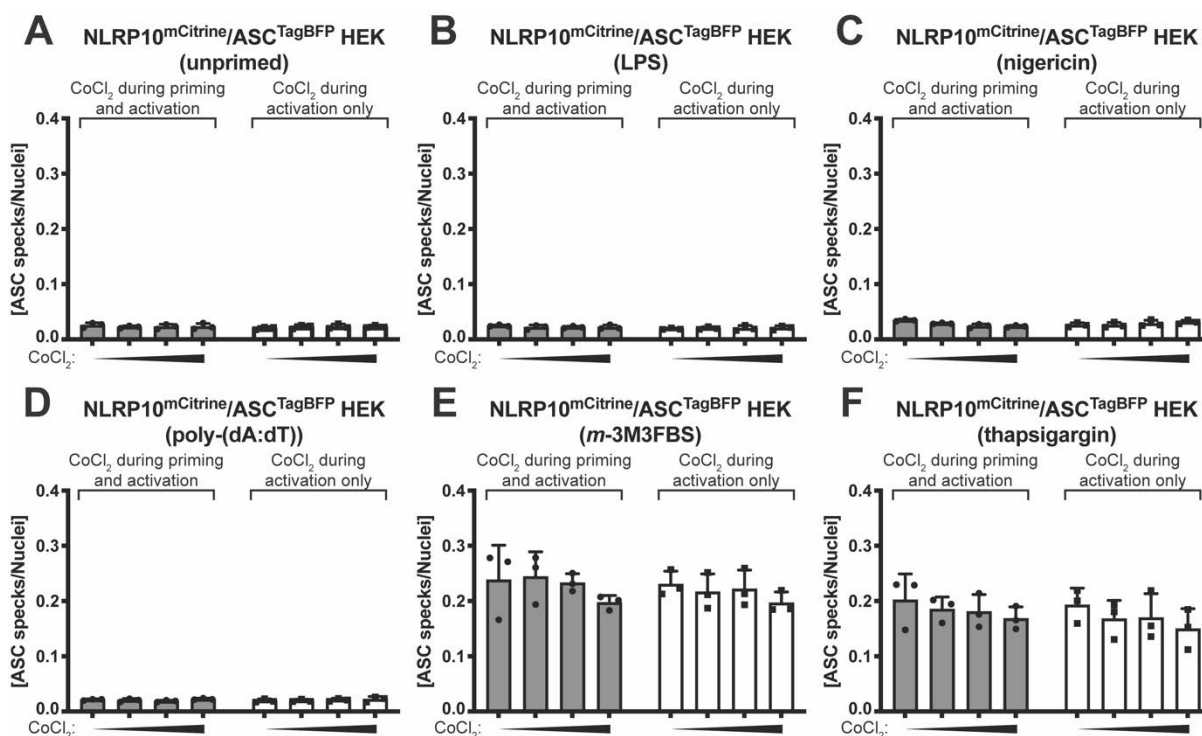 A
NLRP10mCitrine/ASCTagBFP HEK
(unprimed)
CoCl2 during priming
and activation
CoCl2 during
activation only
[ASC specks/Nuclei]
0.4
0.3
0.2
0.1
0.0
CoCl2:
B
NLRP10mCitrine/ASCTagBFP HEK
(LPS)
CoCl2 during priming
and activation
CoCl2 during
activation only
[ASC specks/Nuclei]
0.4
0.3
0.2
0.1
0.0
CoCl2:
C
NLRP10mCitrine/ASCTagBFP HEK
(nigericin)
CoCl2 during priming
and activation
CoCl2 during
activation only
[ASC specks/Nuclei]
0.4
0.3
0.2
0.1
0.0
CoCl2:
D
NLRP10mCitrine/ASCTagBFP HEK
(poly-(dA:dT))
CoCl2 during priming
and activation
CoCl2 during
activation only
[ASC specks/Nuclei]
0.4
0.3
0.2
0.1
0.0
CoCl2:
E
NLRP10mCitrine/ASCTagBFP HEK
(m-3M3FBS)
CoCl2 during priming
and activation
CoCl2 during
activation only
[ASC specks/Nuclei]
0.4
0.3
0.2
0.1
0.0
CoCl2:
F
NLRP10mCitrine/ASCTagBFP HEK
(thapsigargin)
CoCl2 during priming
and activation
CoCl2 during
activation only
[ASC specks/Nuclei]
0.4
0.3
0.2
0.1
0.0
CoCl2: